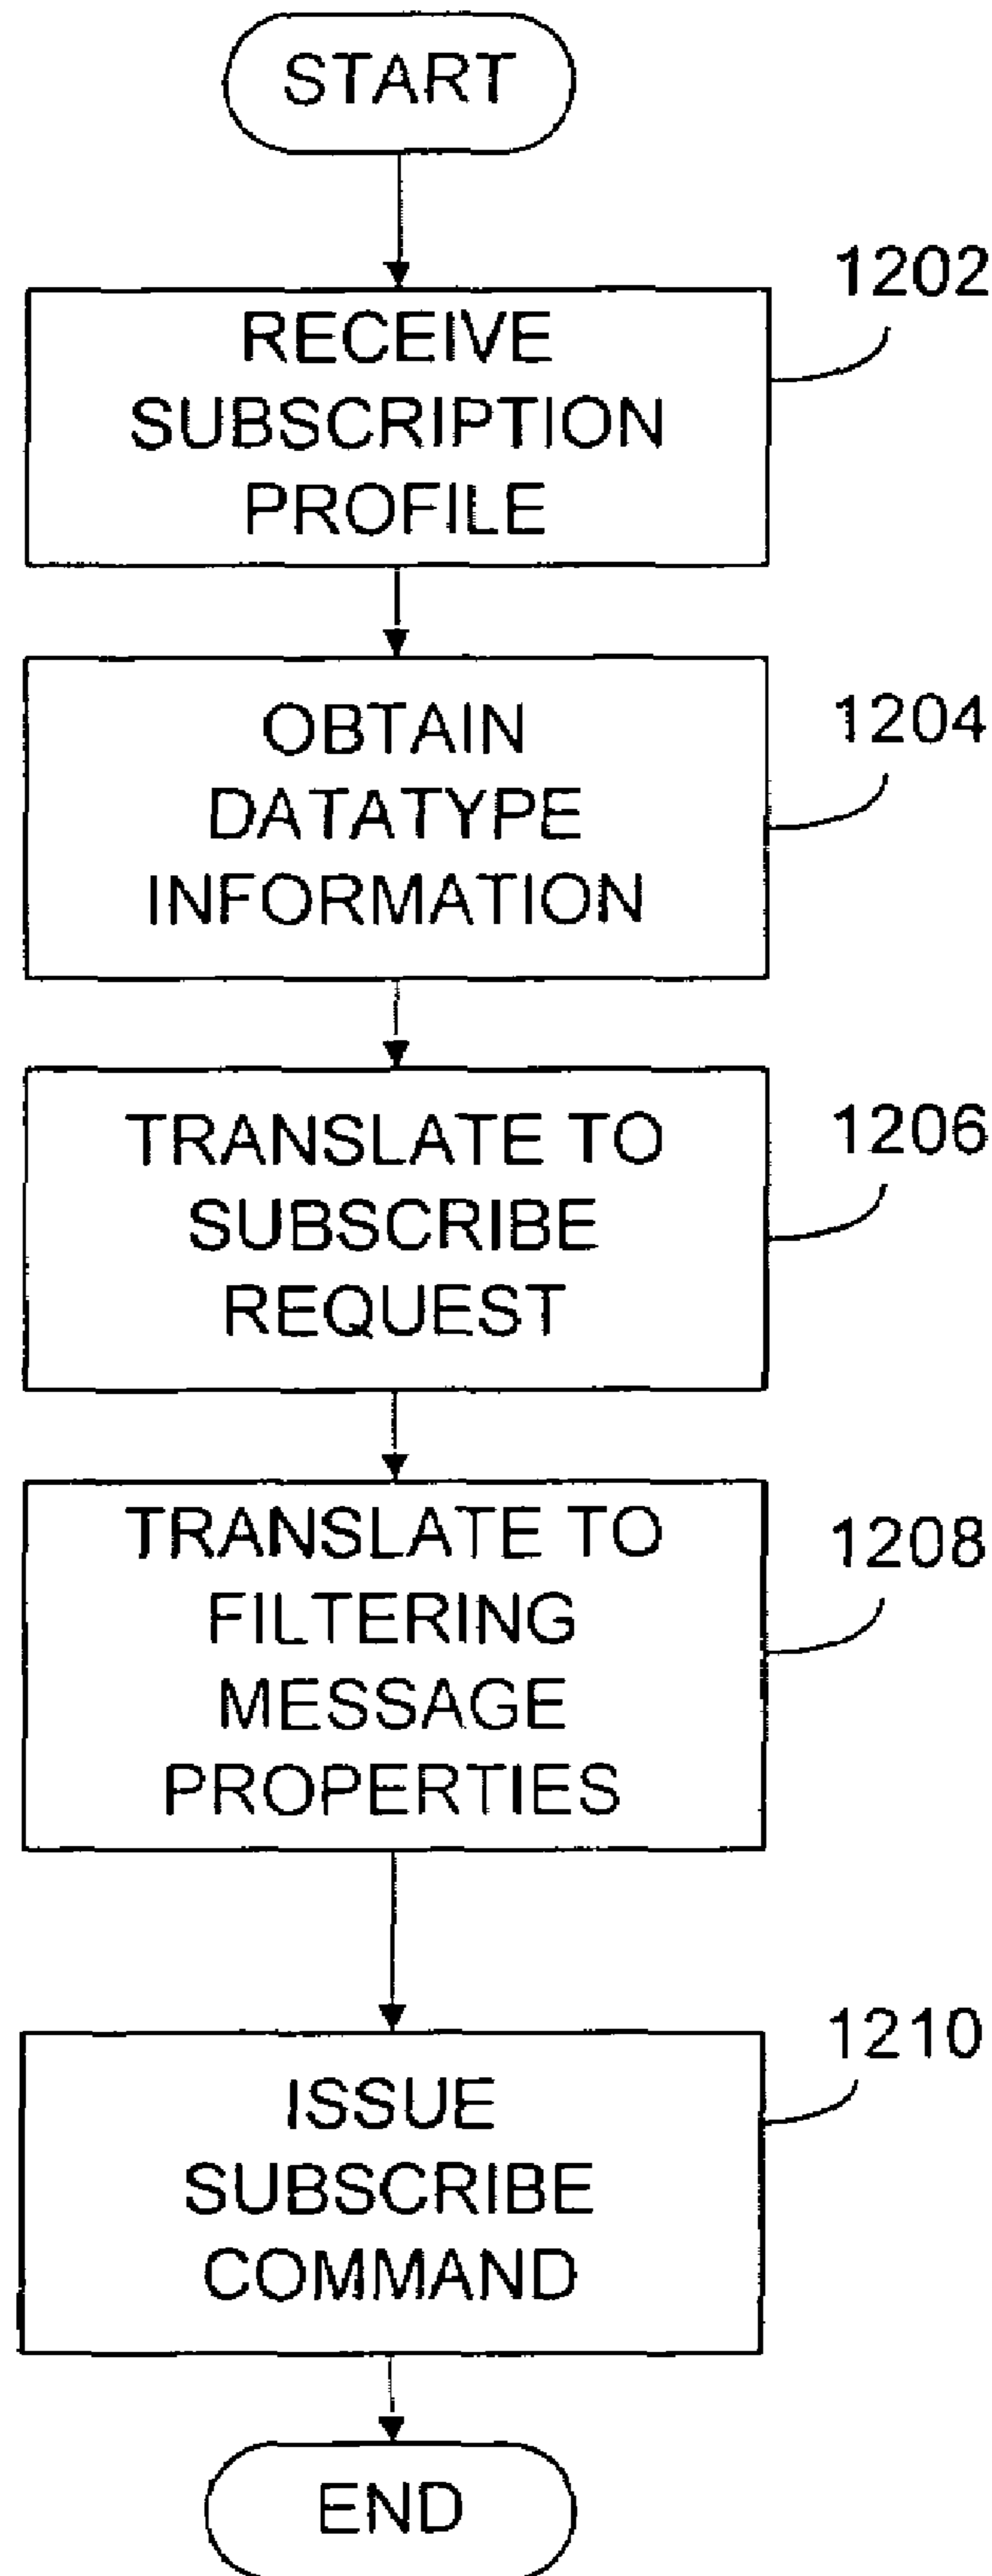 START
1202
RECEIVE
SUBSCRIPTION
PROFILE
1204
OBTAIN
DATATYPE
INFORMATION
1206
TRANSLATE TO
SUBSCRIBE
REQUEST
1208
TRANSLATE TO
FILTERING
MESSAGE
PROPERTIES
1210
ISSUE
SUBSCRIBE
COMMAND
END